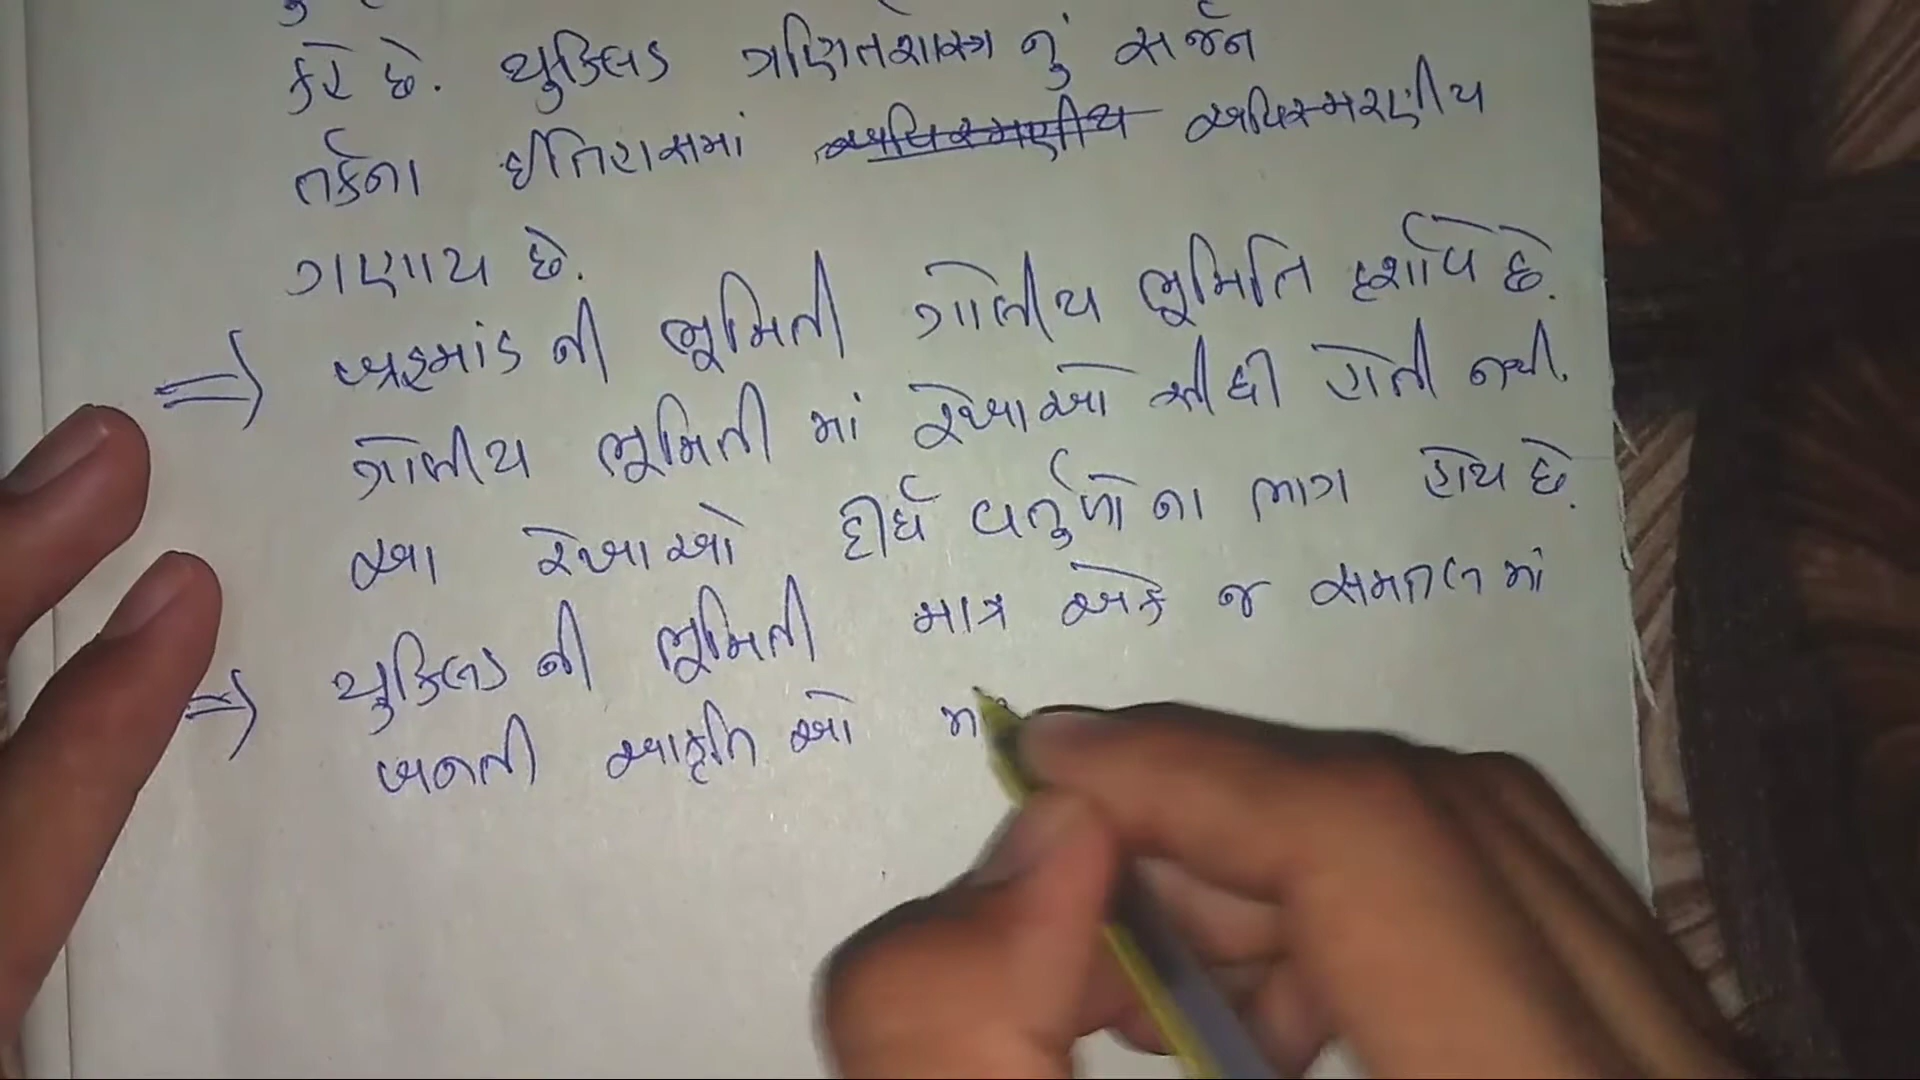 કરે છે. યુક્લિડ ગણિતશાસ્ત્ર નું સર્જન
તર્કના ઈતિહાસમાં અવિસ્મરણીય
ગણાય છે.
⇒ બ્રહ્માંડ ની ભૂમિતી ગોલીય ભૂમિતિ દર્શાવે છે.
ગોલીય ભૂમિતી માં રેખાઓ સીધી હોતી નથી.
આ રેખાઓ દીર્ઘ વર્તુળો ના ભાગ હોય છે.
⇒ યુક્લિડ ની ભૂમિતી માત્ર એક જ સમતલ માં
બનતી આકૃતિ ઓ